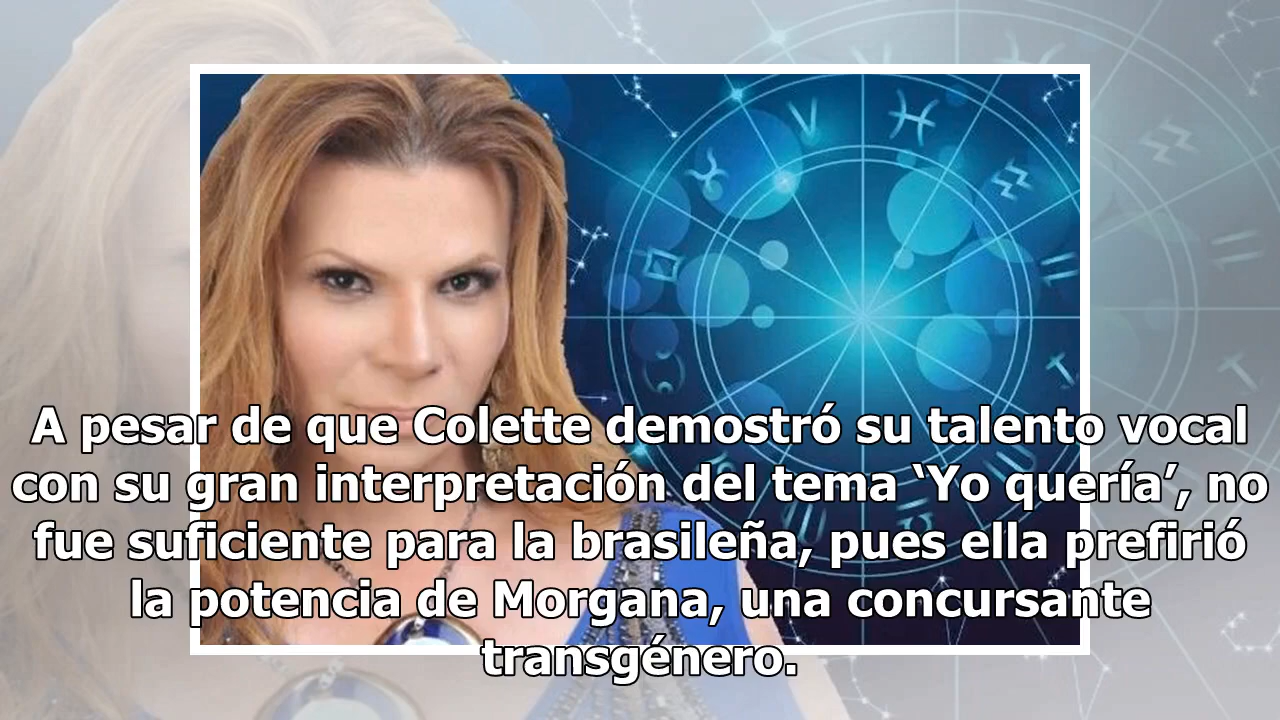 A pesar de que Colette demostró su talento vocal
con su gran interpretación del tema ‘Yo quería’, no
fue suficiente para la brasileña, pues ella prefirió
la potencia de Morgana, una concursante
transgénero.